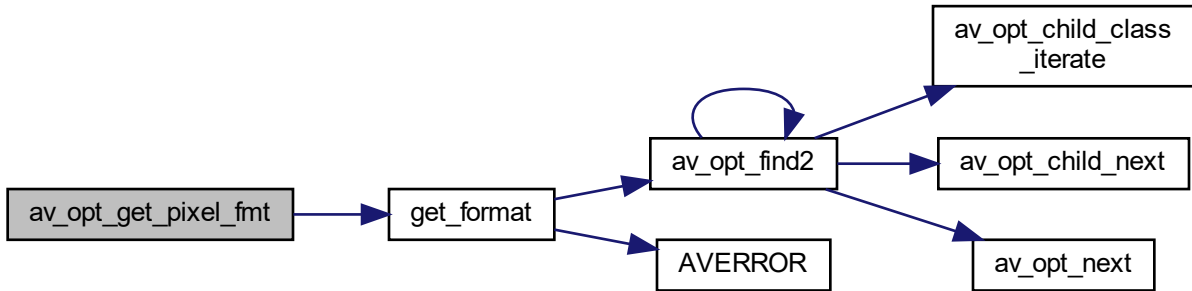 av_opt_get_pixel_fmt
get_format
av_opt_find2
AVERROR
av_opt_child_class
_iterate
av_opt_child_next
av_opt_next